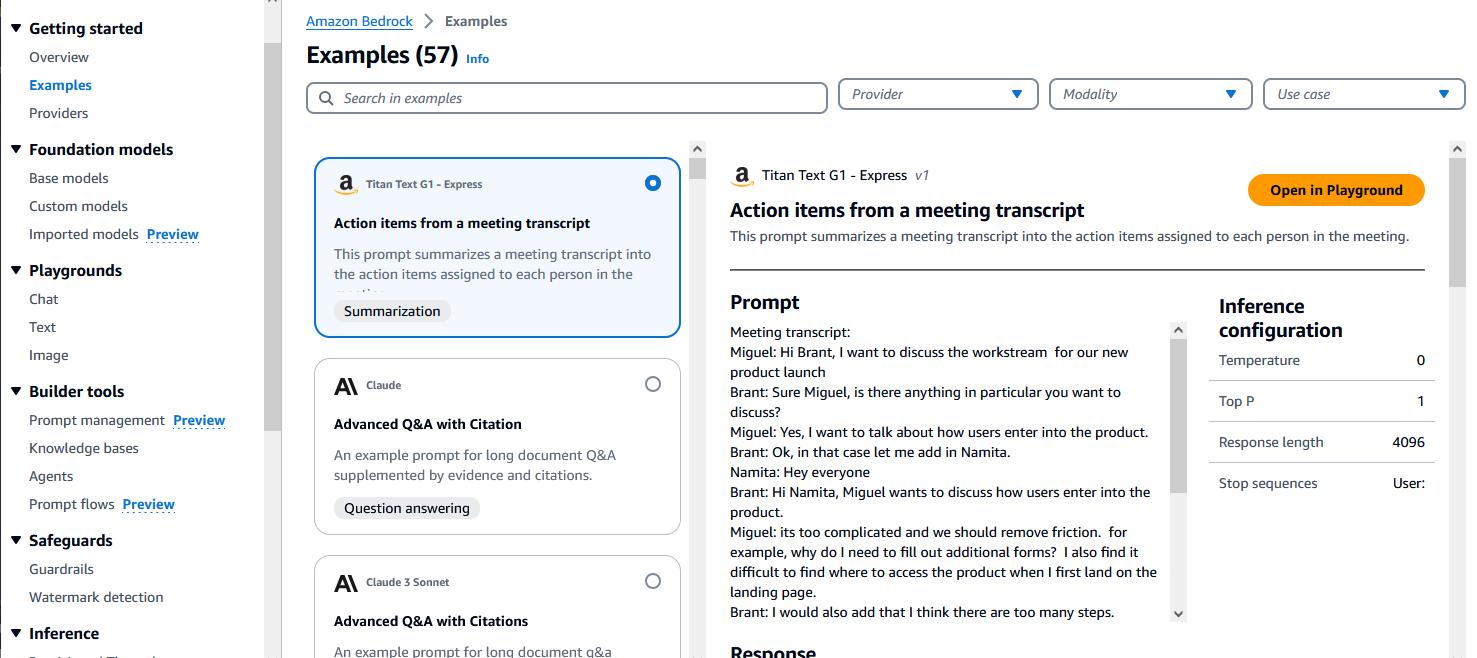 Getting started
Overview
Examples
Providers
Foundation models
Base models
Custom models
Imported models Preview
Playgrounds
Chat
Text
Image
Builder tools
Prompt management Preview
Knowledge bases
Agents
Prompt flows Preview
Safeguards
Guardrails
Watermark detection
Inference
Amazon Bedrock > Examples
Examples (57) Info
Search in examples
Provider
Modality
Use case
Titan Text G1 - Express
Action items from a meeting transcript
This prompt summarizes a meeting transcript into
the action items assigned to each person in the
Summarization
Claude
Advanced Q&A with Citation
An example prompt for long document Q&A
supplemented by evidence and citations.
Question answering
Claude 3 Sonnet
Advanced Q&A with Citations
An example prompt for long document q&a
Titan Text G1 - Express v1
Open in Playground
Action items from a meeting transcript
This prompt summarizes a meeting transcript into the action items assigned to each person in the meeting.
Prompt
Meeting transcript:
Miguel: Hi Brant, I want to discuss the workstream  for our new
product launch
Brant: Sure Miguel, is there anything in particular you want to
discuss?
Miguel: Yes, I want to talk about how users enter into the product.
Brant: Ok, in that case let me add in Namita.
Namita: Hey everyone
Brant: Hi Namita, Miguel wants to discuss how users enter into the
product.
Miguel: its too complicated and we should remove friction.  for
example, why do I need to fill out additional forms?  I also find it
difficult to find where to access the product when I first land on the
landing page.
Brant: I would also add that I think there are too many steps.
Response
Inference
configuration
Temperature 0
Top P 1
Response length 4096
Stop sequences User: